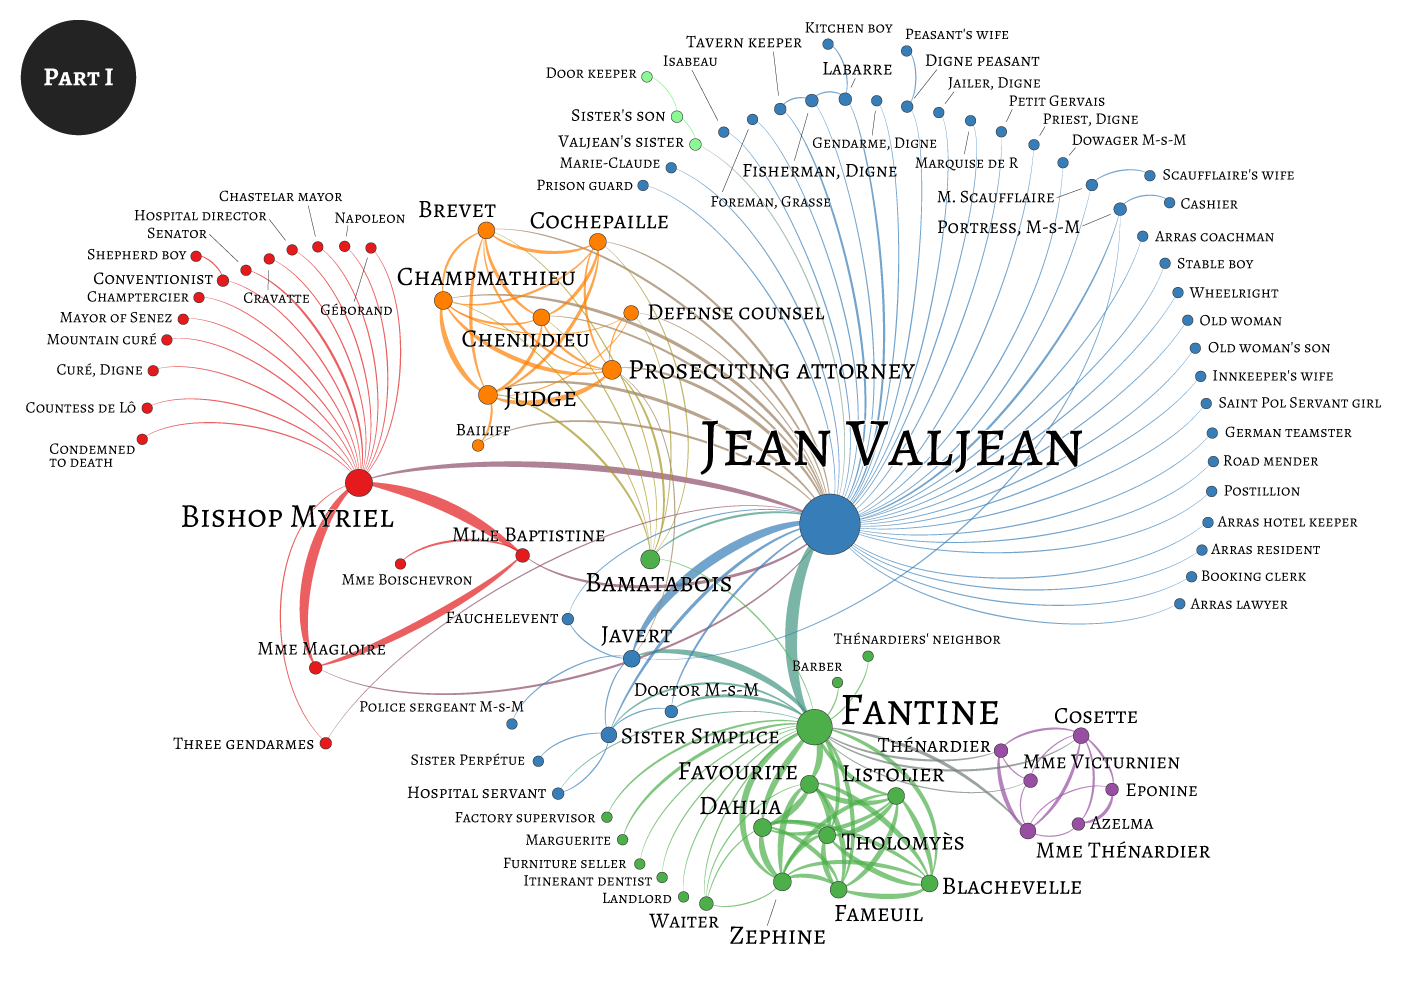 Part I
Kitchen boy
Peasant's wife
Tavern keeper
Isabeau
Digne peasant
Labarre
Door keeper
Jailer, Digne
Petit Gervais
Sister's son
Priest, Digne
Valjean's sister
Gendarme, Digne
Dowager M-s-M
Marie-Claude
Marquise de R
Fisherman, Digne
Scaufflaire's wife
Prison guard
M. Scaufflaire
Foreman, Grasse
Cashier
Chastelar mayor
Brevet
Cochepaille
Portress, M-s-M
Hospital director
Napoleon
Senator
Arras coachman
Shepherd boy
Stable boy
Conventionist
Champmathieu
Champtercier
Cravatte
Géborand
Wheelright
Mayor of Senez
Defense counsel
Old woman
Mountain curé
Chenildieu
Old woman's son
Curé, Digne
Prosecuting attorney
Innkeeper's wife
Judge
Saint Pol Servant girl
Countess de Lô
Bailiff
German teamster
Condemned
to death
Jean Valjean
Road mender
Postillion
Bishop Myriel
Arras hotel keeper
Mlle Baptistine
Arras resident
Mme Boischevron
Bamatabois
Booking clerk
Arras lawyer
Fauchelevent
Javert
Thénardiers' neighbor
Mme Magloire
Barber
Doctor M-s-M
Police sergeant M-s-M
Fantine
Cosette
Three gendarmes
Sister Simplice
Thénardier
Sister Perpétue
Mme Victurnien
Favourite
Listolier
Hospital servant
Eponine
Dahlia
Factory supervisor
Azelma
Marguerite
Tholomyès
Mme Thénardier
Furniture seller
Itinerant dentist
Blachevelle
Landlord
Waiter
Fameuil
Zephine